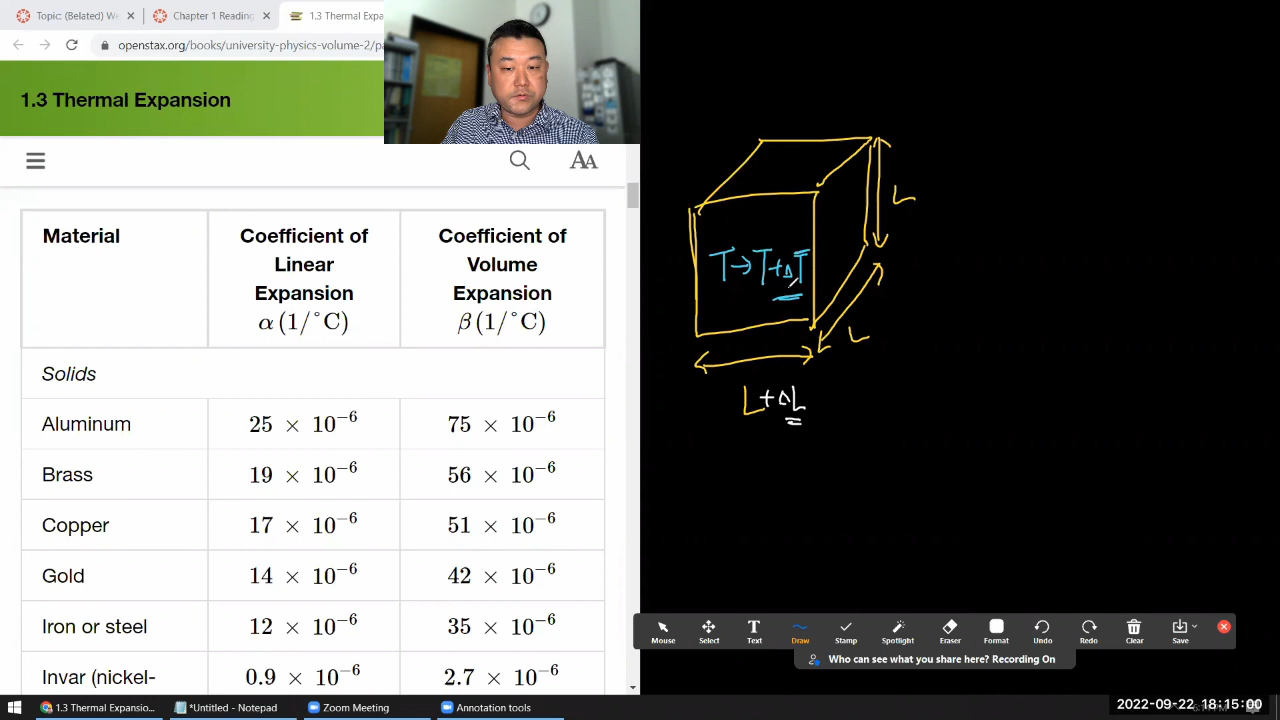 Topic: (Belated) W
Chapter 1 Reading
1.3 Thermal Expansion
openstax.org/books/university-physics-volume-2/pa
1.3 Thermal Expansion
AA
Material
Coefficient of Linear Expansion α (1/°C)
Coefficient of Volume Expansion β (1/°C)
Solids
Aluminum 25 × 10⁻⁶ 75 × 10⁻⁶
Brass 19 × 10⁻⁶ 56 × 10⁻⁶
Copper 17 × 10⁻⁶ 51 × 10⁻⁶
Gold 14 × 10⁻⁶ 42 × 10⁻⁶
Iron or steel 12 × 10⁻⁶ 35 × 10⁻⁶
Invar (nickel- 0.9 × 10⁻⁶ 2.7 × 10⁻⁶
T→T+ΔT
L
L
L+ΔL
Mouse Select Text Draw Stamp Spotlight Eraser Format Undo Redo Clear Save
Who can see what you share here? Recording On
1.3 Thermal Expansio...
*Untitled - Notepad
Zoom Meeting
Annotation tools
2022-09-22 18:15:00